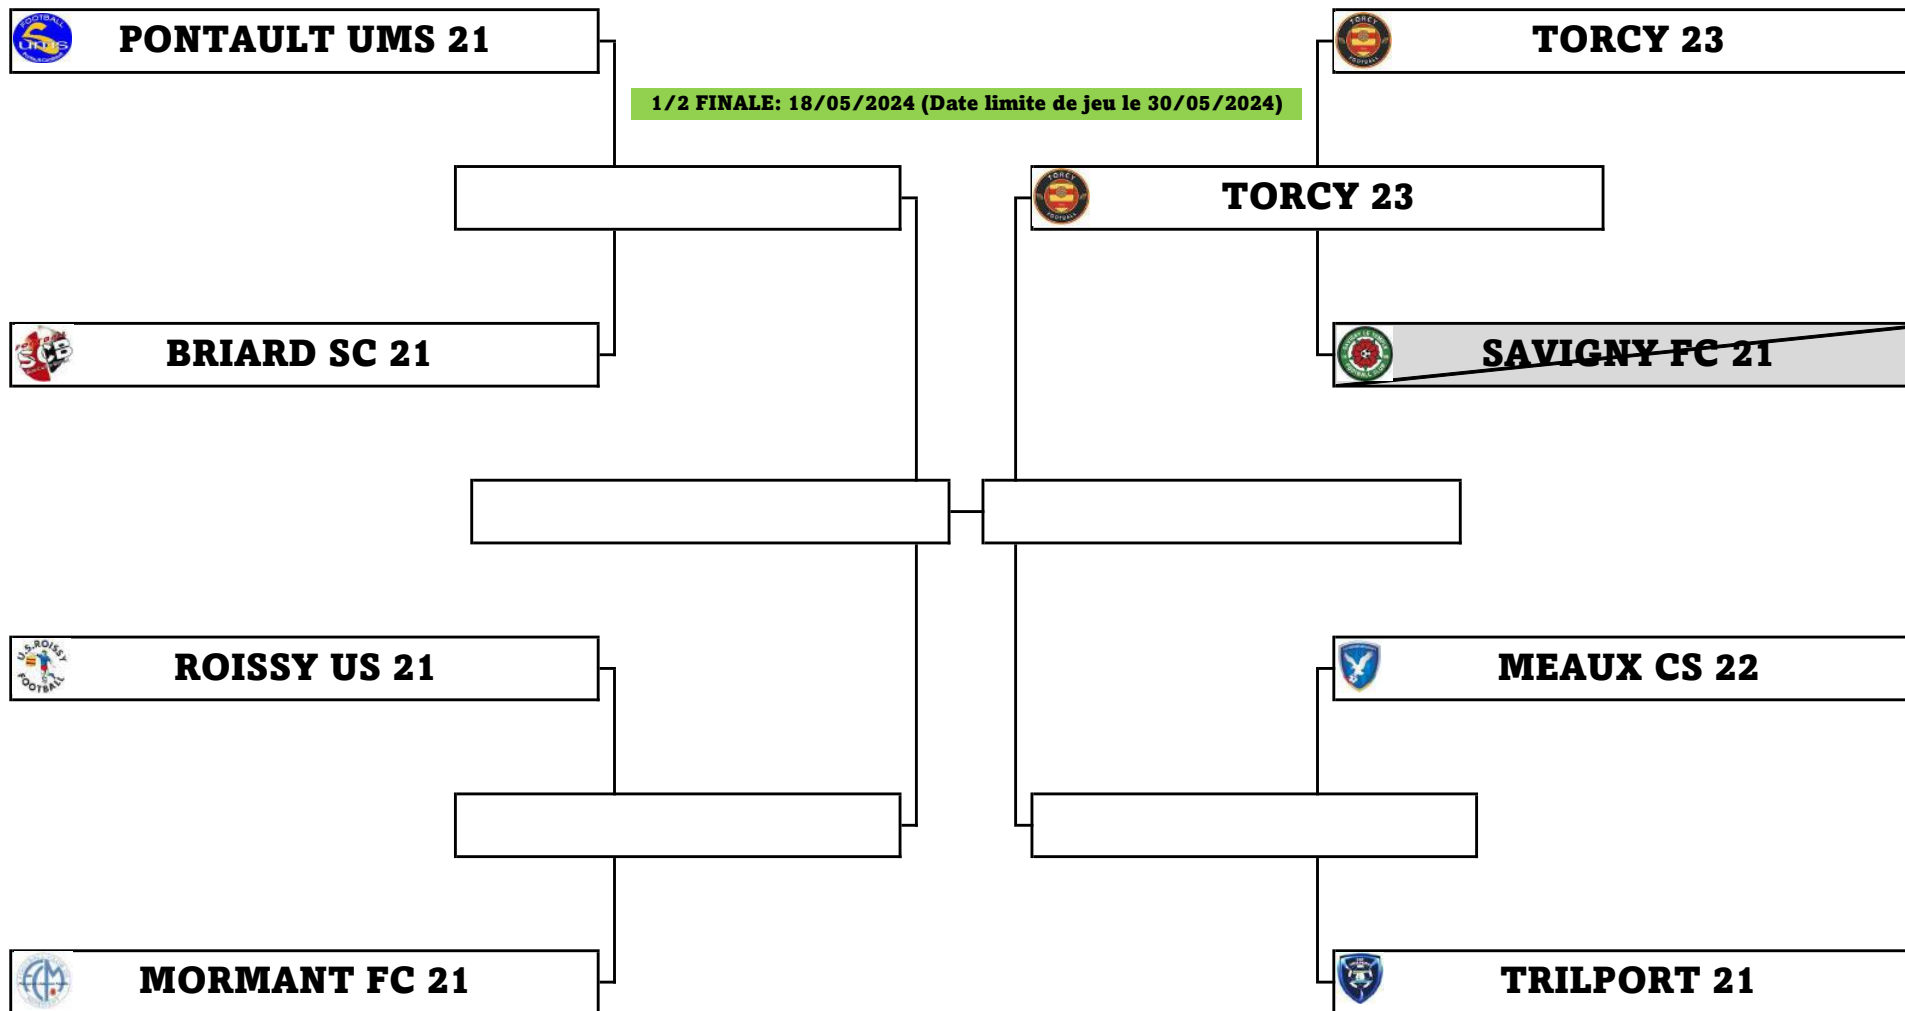 PONTAULT UMS 21
TORCY 23
1/2 FINALE: 18/05/2024 (Date limite de jeu le 30/05/2024)
TORCY 23
BRIARD SC 21
SAVIGNY FC 21
ROISSY US 21
U.S.ROISSY
FOOTBALL
MEAUX CS 22
MORMANT FC 21
TRILPORT 21